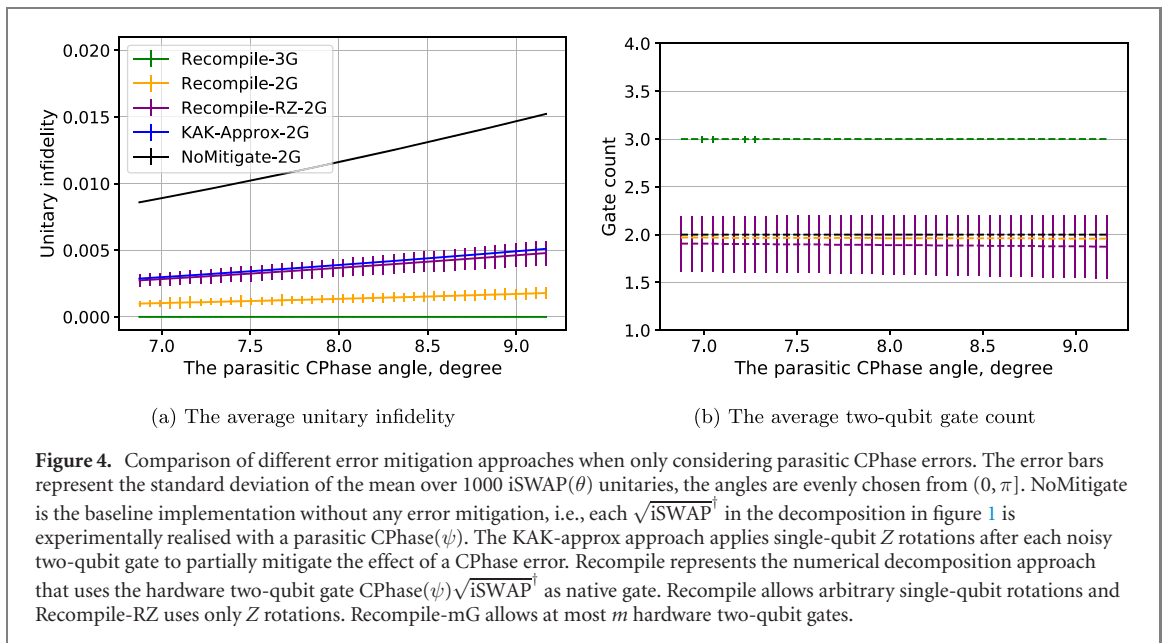 0.020
0.015
0.010
0.005
0.000
Unitary infidelity
Recompile-3G
Recompile-2G
Recompile-RZ-2G
KAK-Approx-2G
NoMitigate-2G
7.0 7.5 8.0 8.5 9.0
The parasitic CPhase angle, degree
(a) The average unitary infidelity
4.0
3.5
3.0
2.5
2.0
1.5
1.0
Gate count
7.0 7.5 8.0 8.5 9.0
The parasitic CPhase angle, degree
(b) The average two-qubit gate count
Figure 4. Comparison of different error mitigation approaches when only considering parasitic CPhase errors. The error bars
represent the standard deviation of the mean over 1000 iSWAP(θ) unitaries, the angles are evenly chosen from (0, π]. NoMitigate
is the baseline implementation without any error mitigation, i.e., each √iSWAP† in the decomposition in figure 1 is
experimentally realised with a parasitic CPhase(ψ). The KAK-approx approach applies single-qubit Z rotations after each noisy
two-qubit gate to partially mitigate the effect of a CPhase error. Recompile represents the numerical decomposition approach
that uses the hardware two-qubit gate CPhase(ψ)√iSWAP† as native gate. Recompile allows arbitrary single-qubit rotations and
Recompile-RZ uses only Z rotations. Recompile-mG allows at most m hardware two-qubit gates.